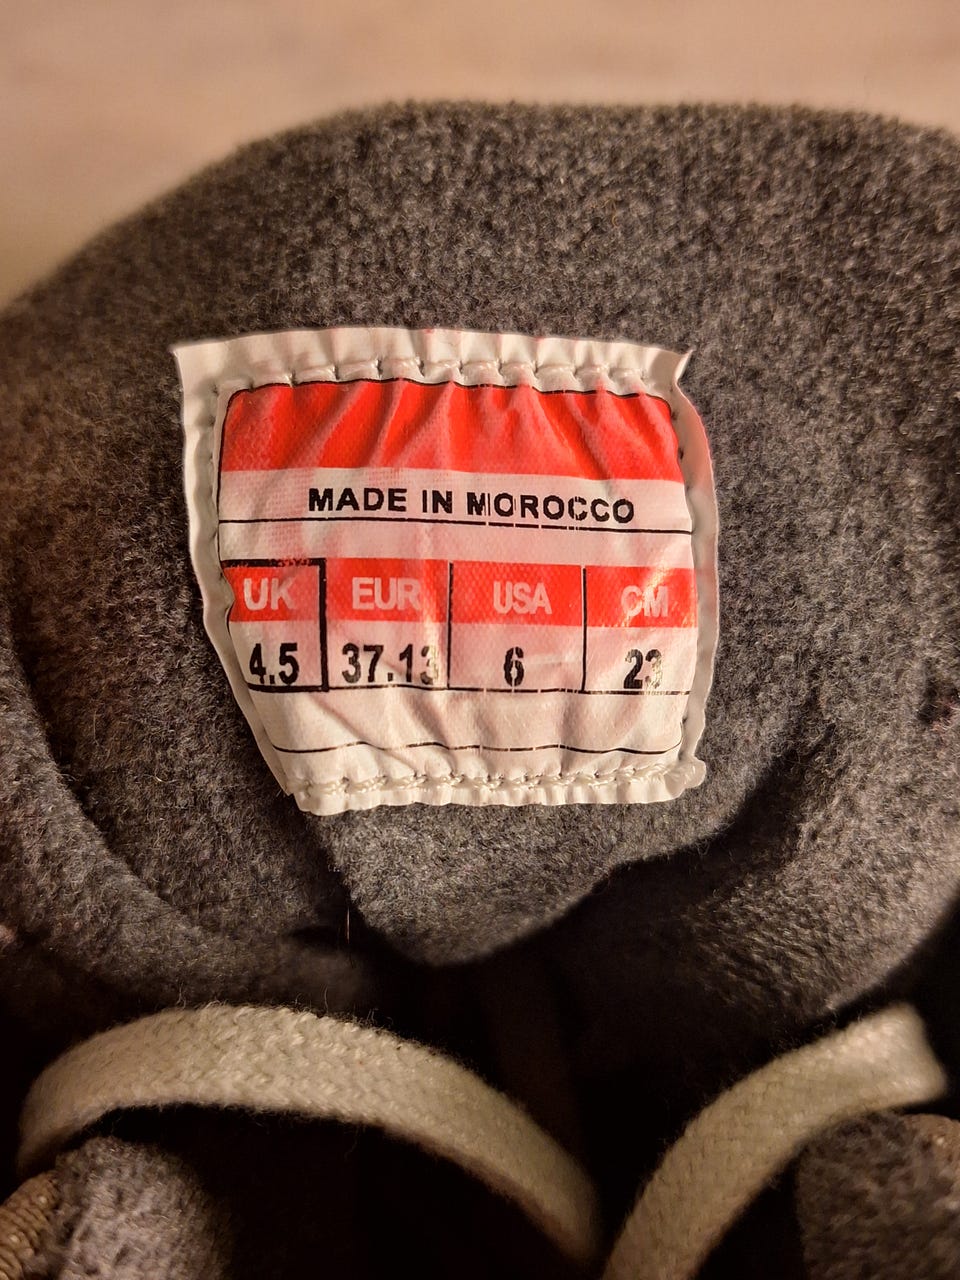 MADE IN MOROCCO
UK EUR USA CM
4.5 37.13 6 23